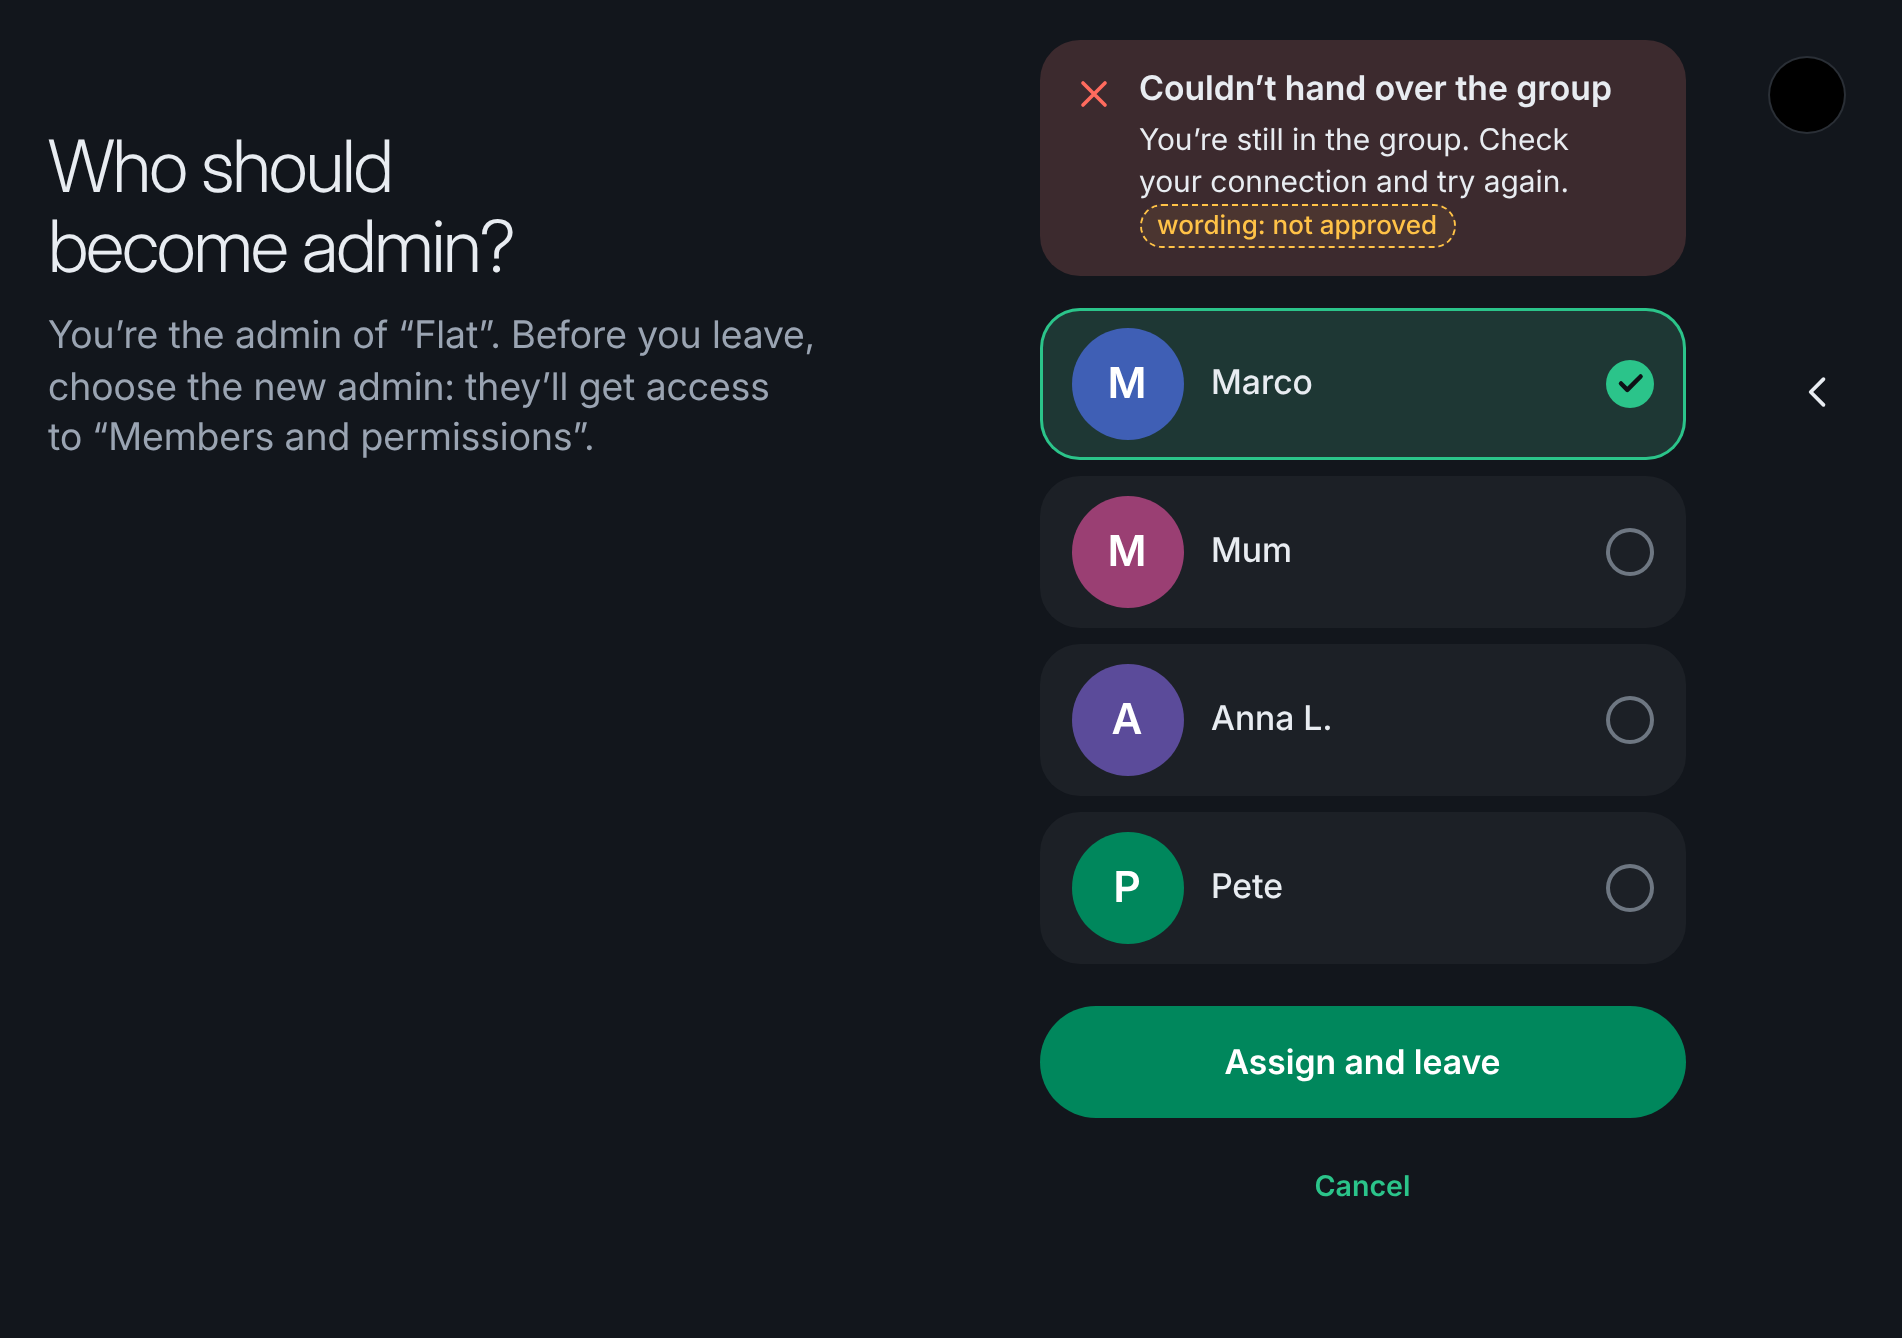 Who should
become admin?
You’re the admin of “Flat”. Before you leave,
choose the new admin: they’ll get access
to “Members and permissions”.
Couldn’t hand over the group
You’re still in the group. Check
your connection and try again.
wording: not approved
M Marco
M Mum
A Anna L.
P Pete
Assign and leave
Cancel